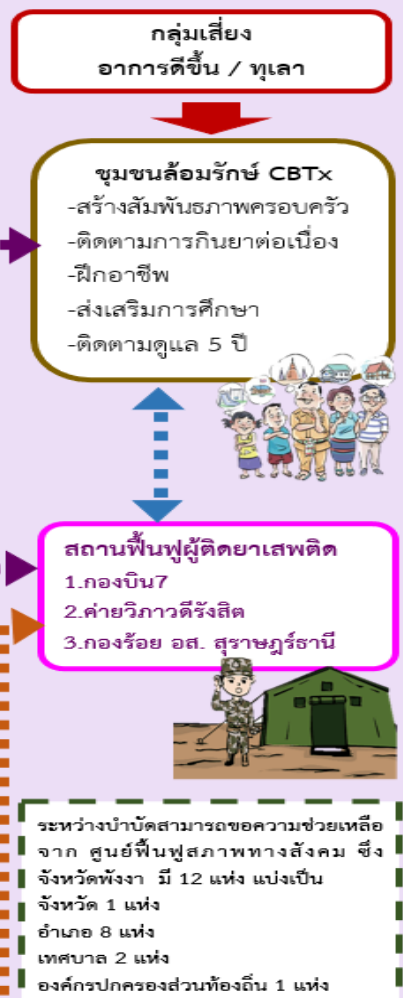 กลุ่มเสี่ยง
อาการดีขึ้น / ทุเลา
ชุมชนล้อมรักษ์ CBTx
-สร้างสัมพันธภาพครอบครัว
-ติดตามการกินยาต่อเนื่อง
-ฝึกอาชีพ
-ส่งเสริมการศึกษา
-ติดตามดูแล 5 ปี
สถานฟื้นฟูผู้ติดยาเสพติด
1.กองบิน7
2.ค่ายวิภาวดีรังสิต
3.กองร้อย อส. สุราษฎร์ธานี
ระหว่างบำบัดสามารถขอความช่วยเหลือ
จาก ศูนย์ฟื้นฟูสภาพทางสังคม ซึ่ง
จังหวัดพังงา มี 12 แห่ง แบ่งเป็น
จังหวัด 1 แห่ง
อำเภอ 8 แห่ง
เทศบาล 2 แห่ง
องค์กรปกครองส่วนท้องถิ่น 1 แห่ง